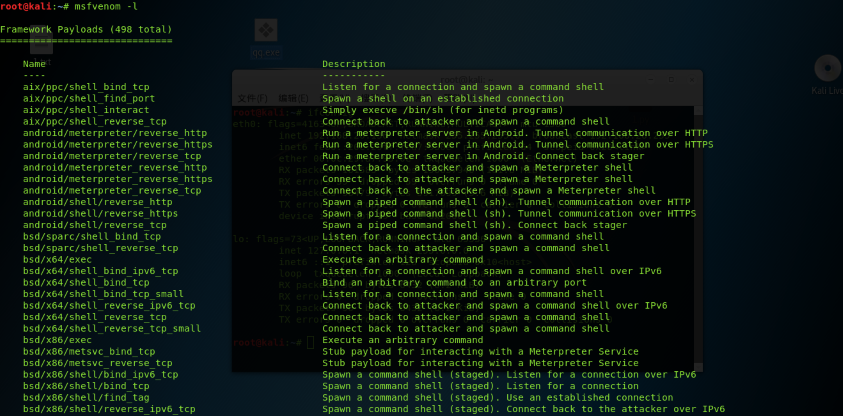 root@kali:~# msfvenom -l
Framework Payloads (498 total)
==============================
Name Description
---- -----------
aix/ppc/shell_bind_tcp Listen for a connection and spawn a command shell
aix/ppc/shell_find_port Spawn a shell on an established connection
aix/ppc/shell_interact Simply execve /bin/sh (for inetd programs)
aix/ppc/shell_reverse_tcp Connect back to attacker and spawn a command shell
android/meterpreter/reverse_http Run a meterpreter server in Android. Tunnel communication over HTTP
android/meterpreter/reverse_https Run a meterpreter server in Android. Tunnel communication over HTTPS
android/meterpreter/reverse_tcp Run a meterpreter server in Android. Connect back stager
android/meterpreter_reverse_http Connect back to attacker and spawn a Meterpreter shell
android/meterpreter_reverse_https Connect back to attacker and spawn a Meterpreter shell
android/meterpreter_reverse_tcp Connect back to the attacker and spawn a Meterpreter shell
android/shell/reverse_http Spawn a piped command shell (sh). Tunnel communication over HTTP
android/shell/reverse_https Spawn a piped command shell (sh). Tunnel communication over HTTPS
android/shell/reverse_tcp Spawn a piped command shell (sh). Connect back stager
bsd/sparc/shell_bind_tcp Listen for a connection and spawn a command shell
bsd/sparc/shell_reverse_tcp Connect back to attacker and spawn a command shell
bsd/x64/exec Execute an arbitrary command
bsd/x64/shell_bind_ipv6_tcp Listen for a connection and spawn a command shell over IPv6
bsd/x64/shell_bind_tcp Bind an arbitrary command to an arbitrary port
bsd/x64/shell_bind_tcp_small Listen for a connection and spawn a command shell
bsd/x64/shell_reverse_ipv6_tcp Connect back to attacker and spawn a command shell over IPv6
bsd/x64/shell_reverse_tcp Connect back to attacker and spawn a command shell
bsd/x64/shell_reverse_tcp_small Connect back to attacker and spawn a command shell
bsd/x86/exec Execute an arbitrary command
bsd/x86/metsvc_bind_tcp Stub payload for interacting with a Meterpreter Service
bsd/x86/metsvc_reverse_tcp Stub payload for interacting with a Meterpreter Service
bsd/x86/shell/bind_ipv6_tcp Spawn a command shell (staged). Listen for a connection over IPv6
bsd/x86/shell/bind_tcp Spawn a command shell (staged). Listen for a connection
bsd/x86/shell/find_tag Spawn a command shell (staged). Use an established connection
bsd/x86/shell/reverse_ipv6_tcp Spawn a command shell (staged). Connect back to the attacker over IPv6
qq.exe
Kali Live
root@kali: ~
文件(F) 编辑(E)
root@kali:~#